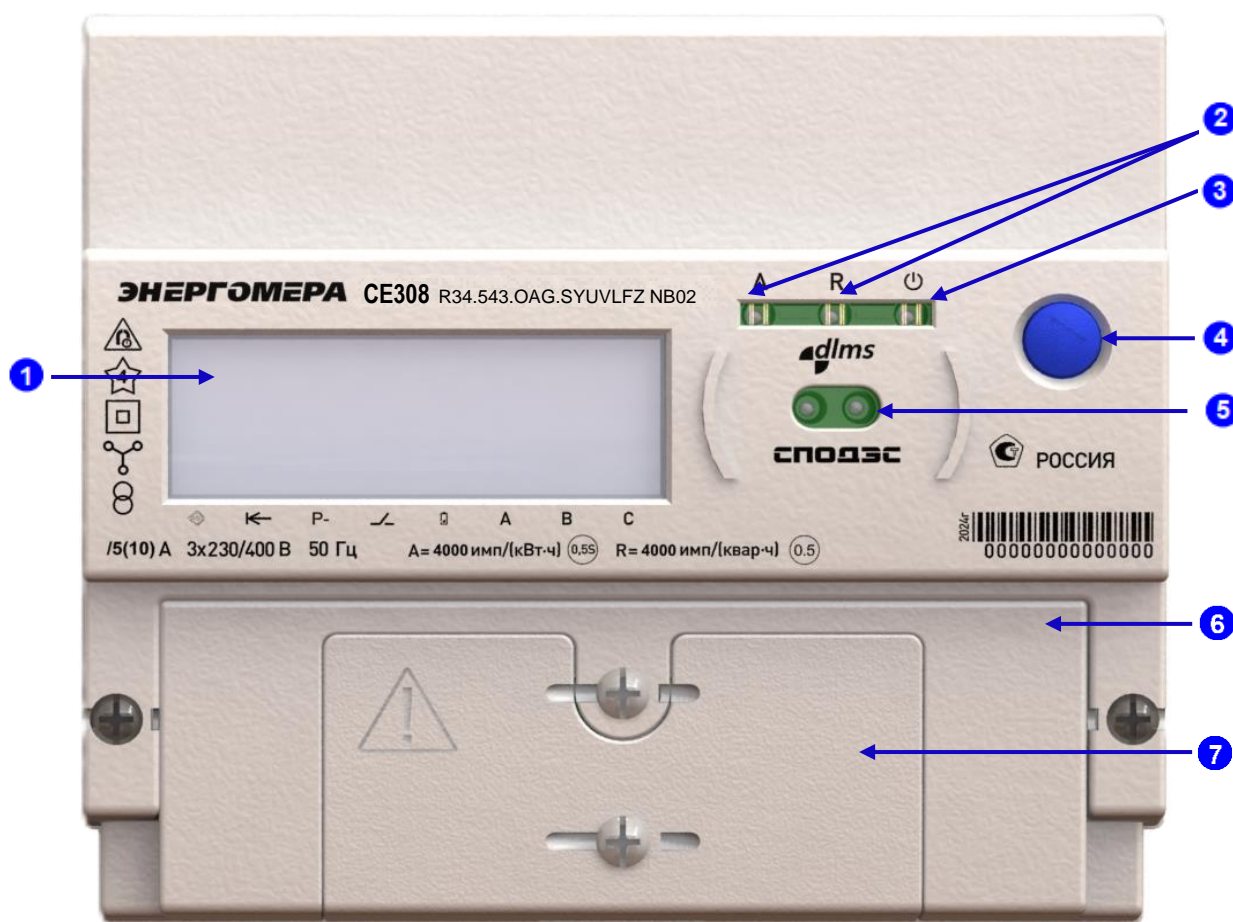 2
3
A R
ЭНЕРГОМЕРА CE308 R34.543.OAG.SYUVLFZ NB02
dlms
4
1
4
5
СПОДЭС
РОССИЯ
P- A B C
2024г
/5(10) A 3x230/400 В 50 Гц A= 4000 имп/(кВт·ч) 0,5S R= 4000 имп/(квар·ч) 0.5
00000000000000
6
7